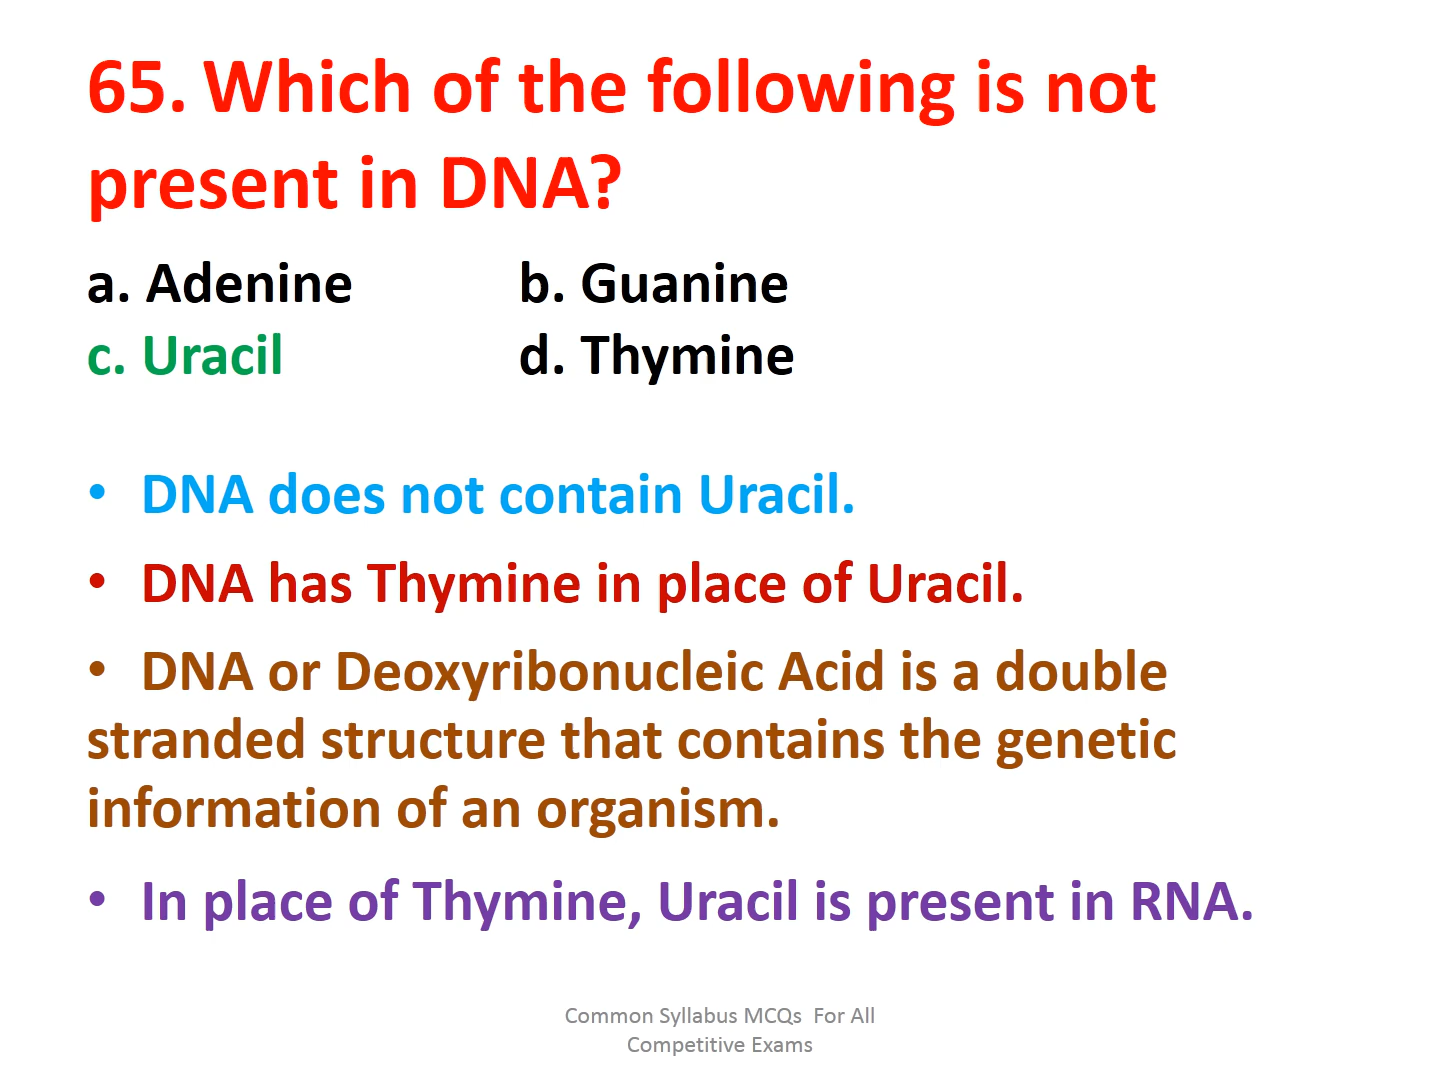 65. Which of the following is not
present in DNA?
a. Adenine b. Guanine
c. Uracil d. Thymine
• DNA does not contain Uracil.
• DNA has Thymine in place of Uracil.
• DNA or Deoxyribonucleic Acid is a double
stranded structure that contains the genetic
information of an organism.
• In place of Thymine, Uracil is present in RNA.
Common Syllabus MCQs For All
Competitive Exams